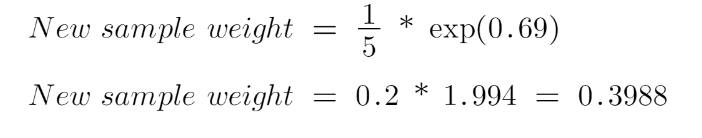 New sample weight = 1/5 * exp(0.69)
New sample weight = 0.2 * 1.994 = 0.3988